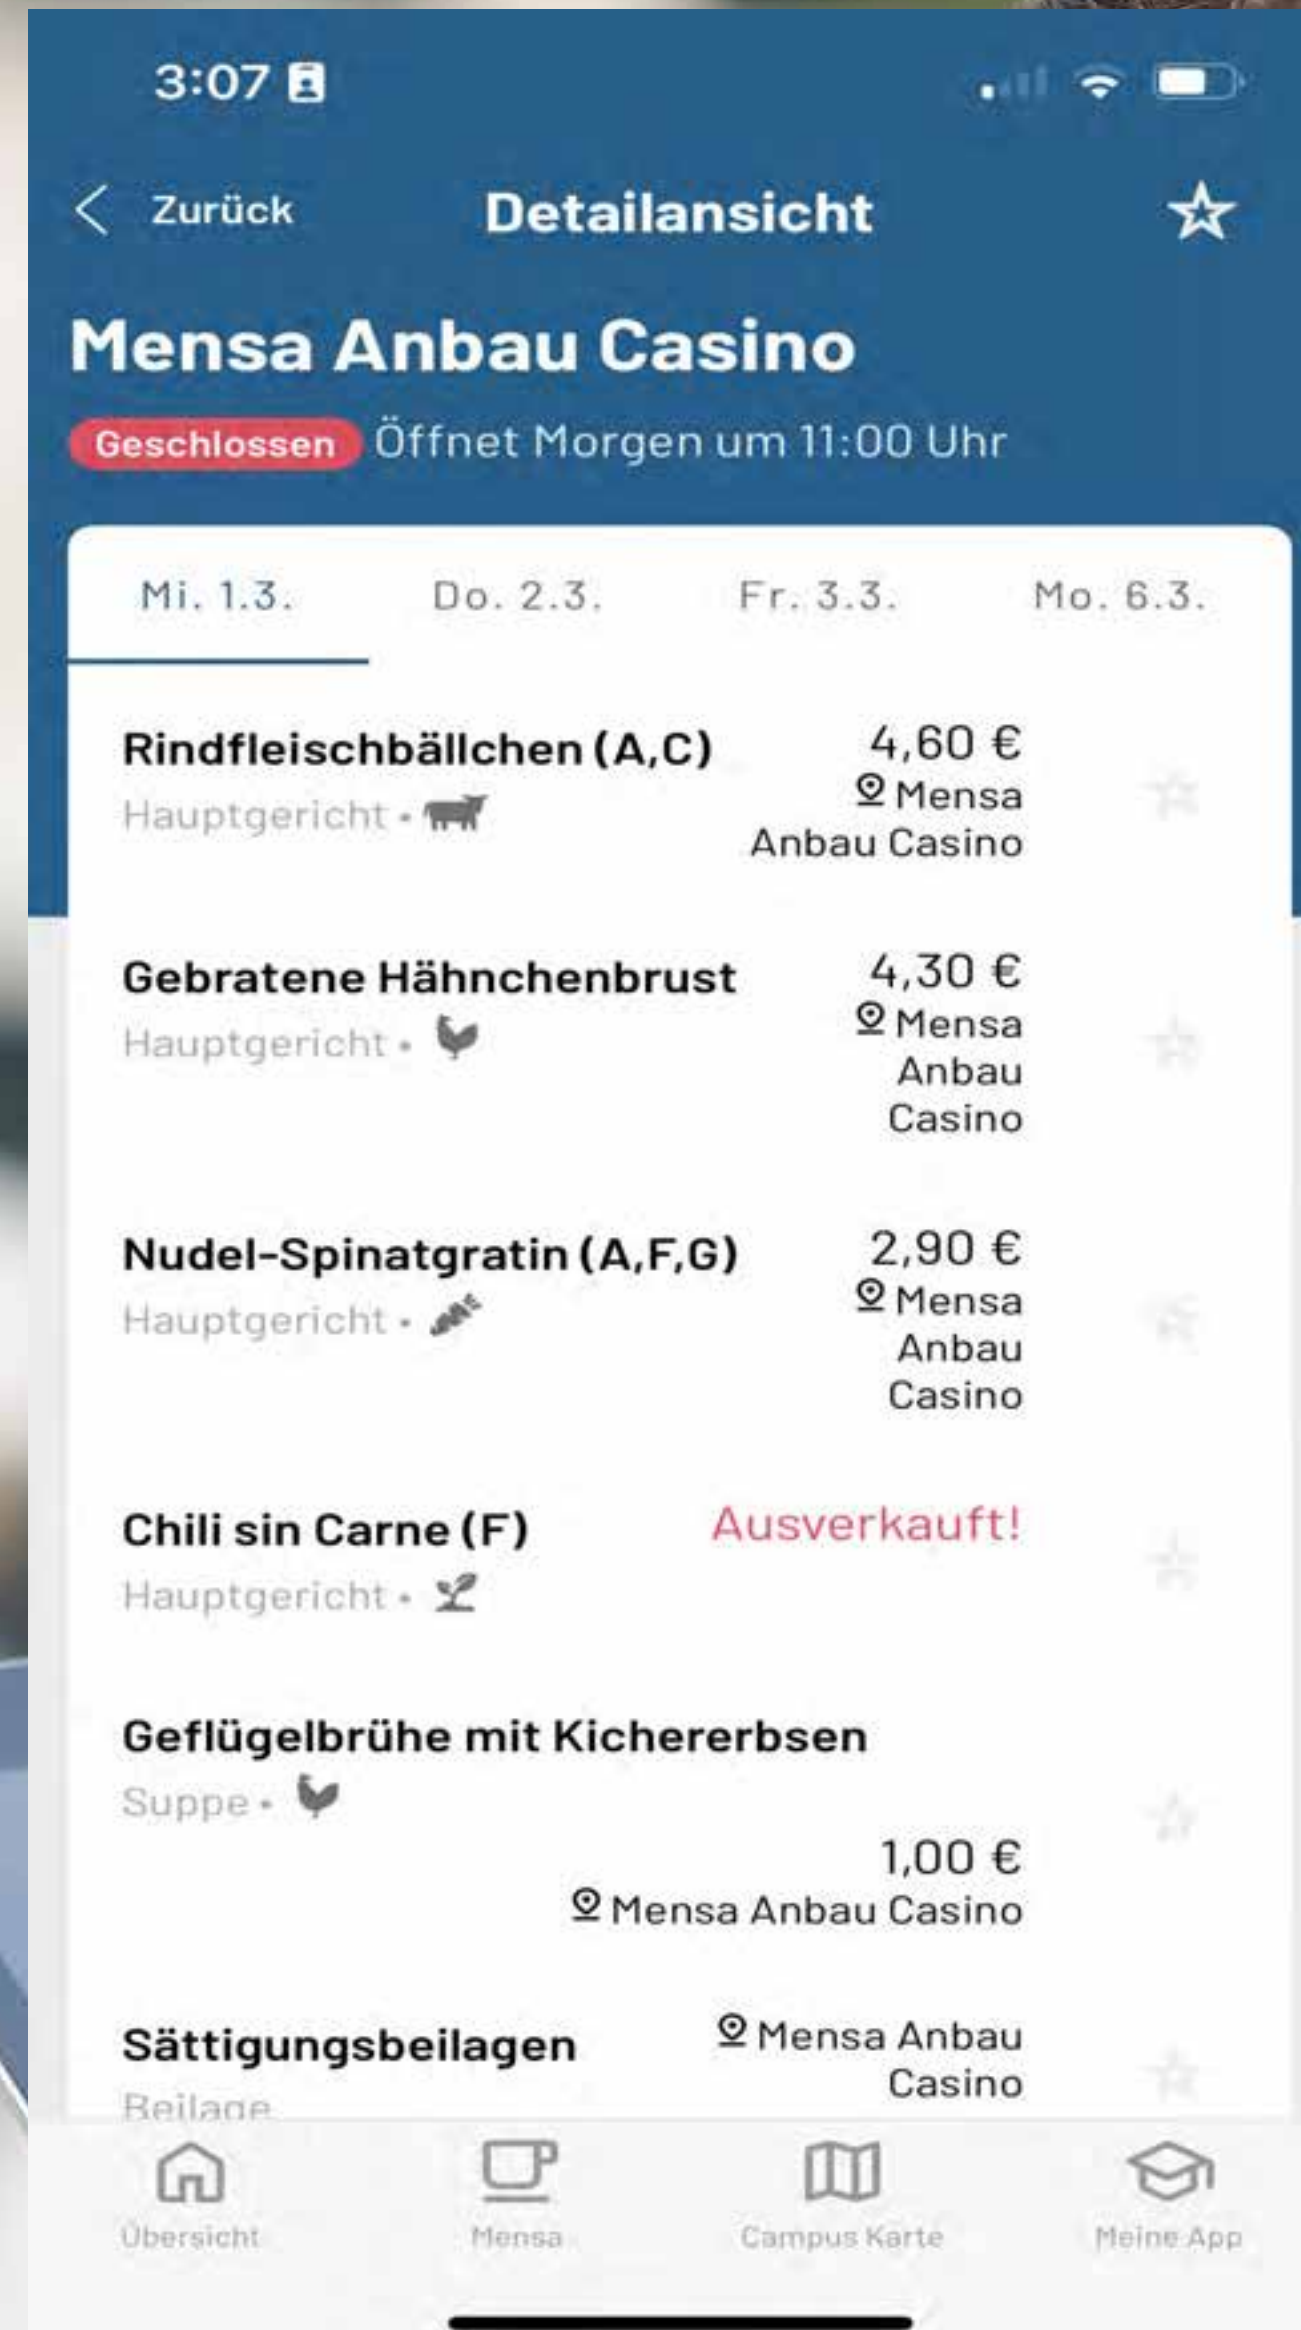 3:07
Zurück
Detailansicht
Mensa Anbau Casino
Geschlossen Öffnet Morgen um 11:00 Uhr
Mi. 1.3. Do. 2.3. Fr. 3.3. Mo. 6.3.
Rindfleischbällchen (A,C) 4,60 €
Hauptgericht • Mensa
Anbau Casino
Gebratene Hähnchenbrust 4,30 €
Hauptgericht • Mensa
Anbau
Casino
Nudel-Spinatgratin (A,F,G) 2,90 €
Hauptgericht • Mensa
Anbau
Casino
Chili sin Carne (F) Ausverkauft!
Hauptgericht •
Geflügelbrühe mit Kichererbsen
Suppe •
1,00 €
Mensa Anbau Casino
Sättigungsbeilagen Mensa Anbau
Casino
Beilage
Übersicht Mensa Campus Karte Meine App